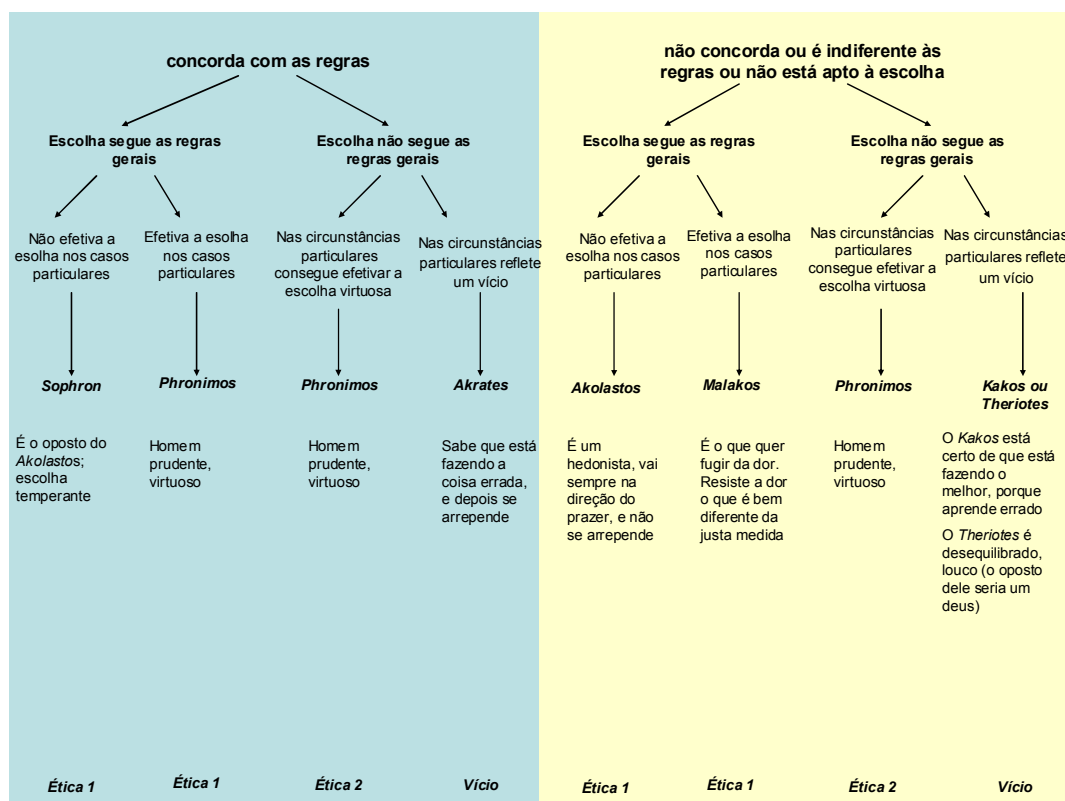 concorda com as regras
Escolha segue as regras
gerais
Escolha não segue as
regras gerais
Não efetiva a
esolha nos casos
particulares
Efetiva a esolha
nos casos
particulares
Nas circunstâncias
particulares
consegue efetivar a
escolha virtuosa
Nas circunstâncias
particulares reflete
um vício
Sophron
Phronimos
Phronimos
Akrates
É o oposto do
Akolastos;
escolha
temperante
Homem
prudente,
virtuoso
Homem
prudente,
virtuoso
Sabe que está
fazendo a
coisa errada,
e depois se
arrepende
Ética 1
Ética 1
Ética 2
Vício
não concorda ou é indiferente às
regras ou não está apto à escolha
Escolha segue as regras
gerais
Escolha não segue as
regras gerais
Não efetiva a
esolha nos casos
particulares
Efetiva a esolha
nos casos
particulares
Nas circunstâncias
particulares
consegue efetivar a
escolha virtuosa
Nas circunstâncias
particulares reflete
um vício
Akolastos
Malakos
Phronimos
Kakos ou
Theriotes
É um
hedonista, vai
sempre na
direção do
prazer, e não
se arrepende
É o que quer
fugir da dor.
Resiste a dor
o que é bem
diferente da
justa medida
Homem
prudente,
virtuoso
O Kakos está
certo de que está
fazendo o
melhor, porque
aprende errado
O Theriotes é
desequilibrado,
louco (o oposto
dele seria um
deus)
Ética 1
Ética 1
Ética 2
Vício